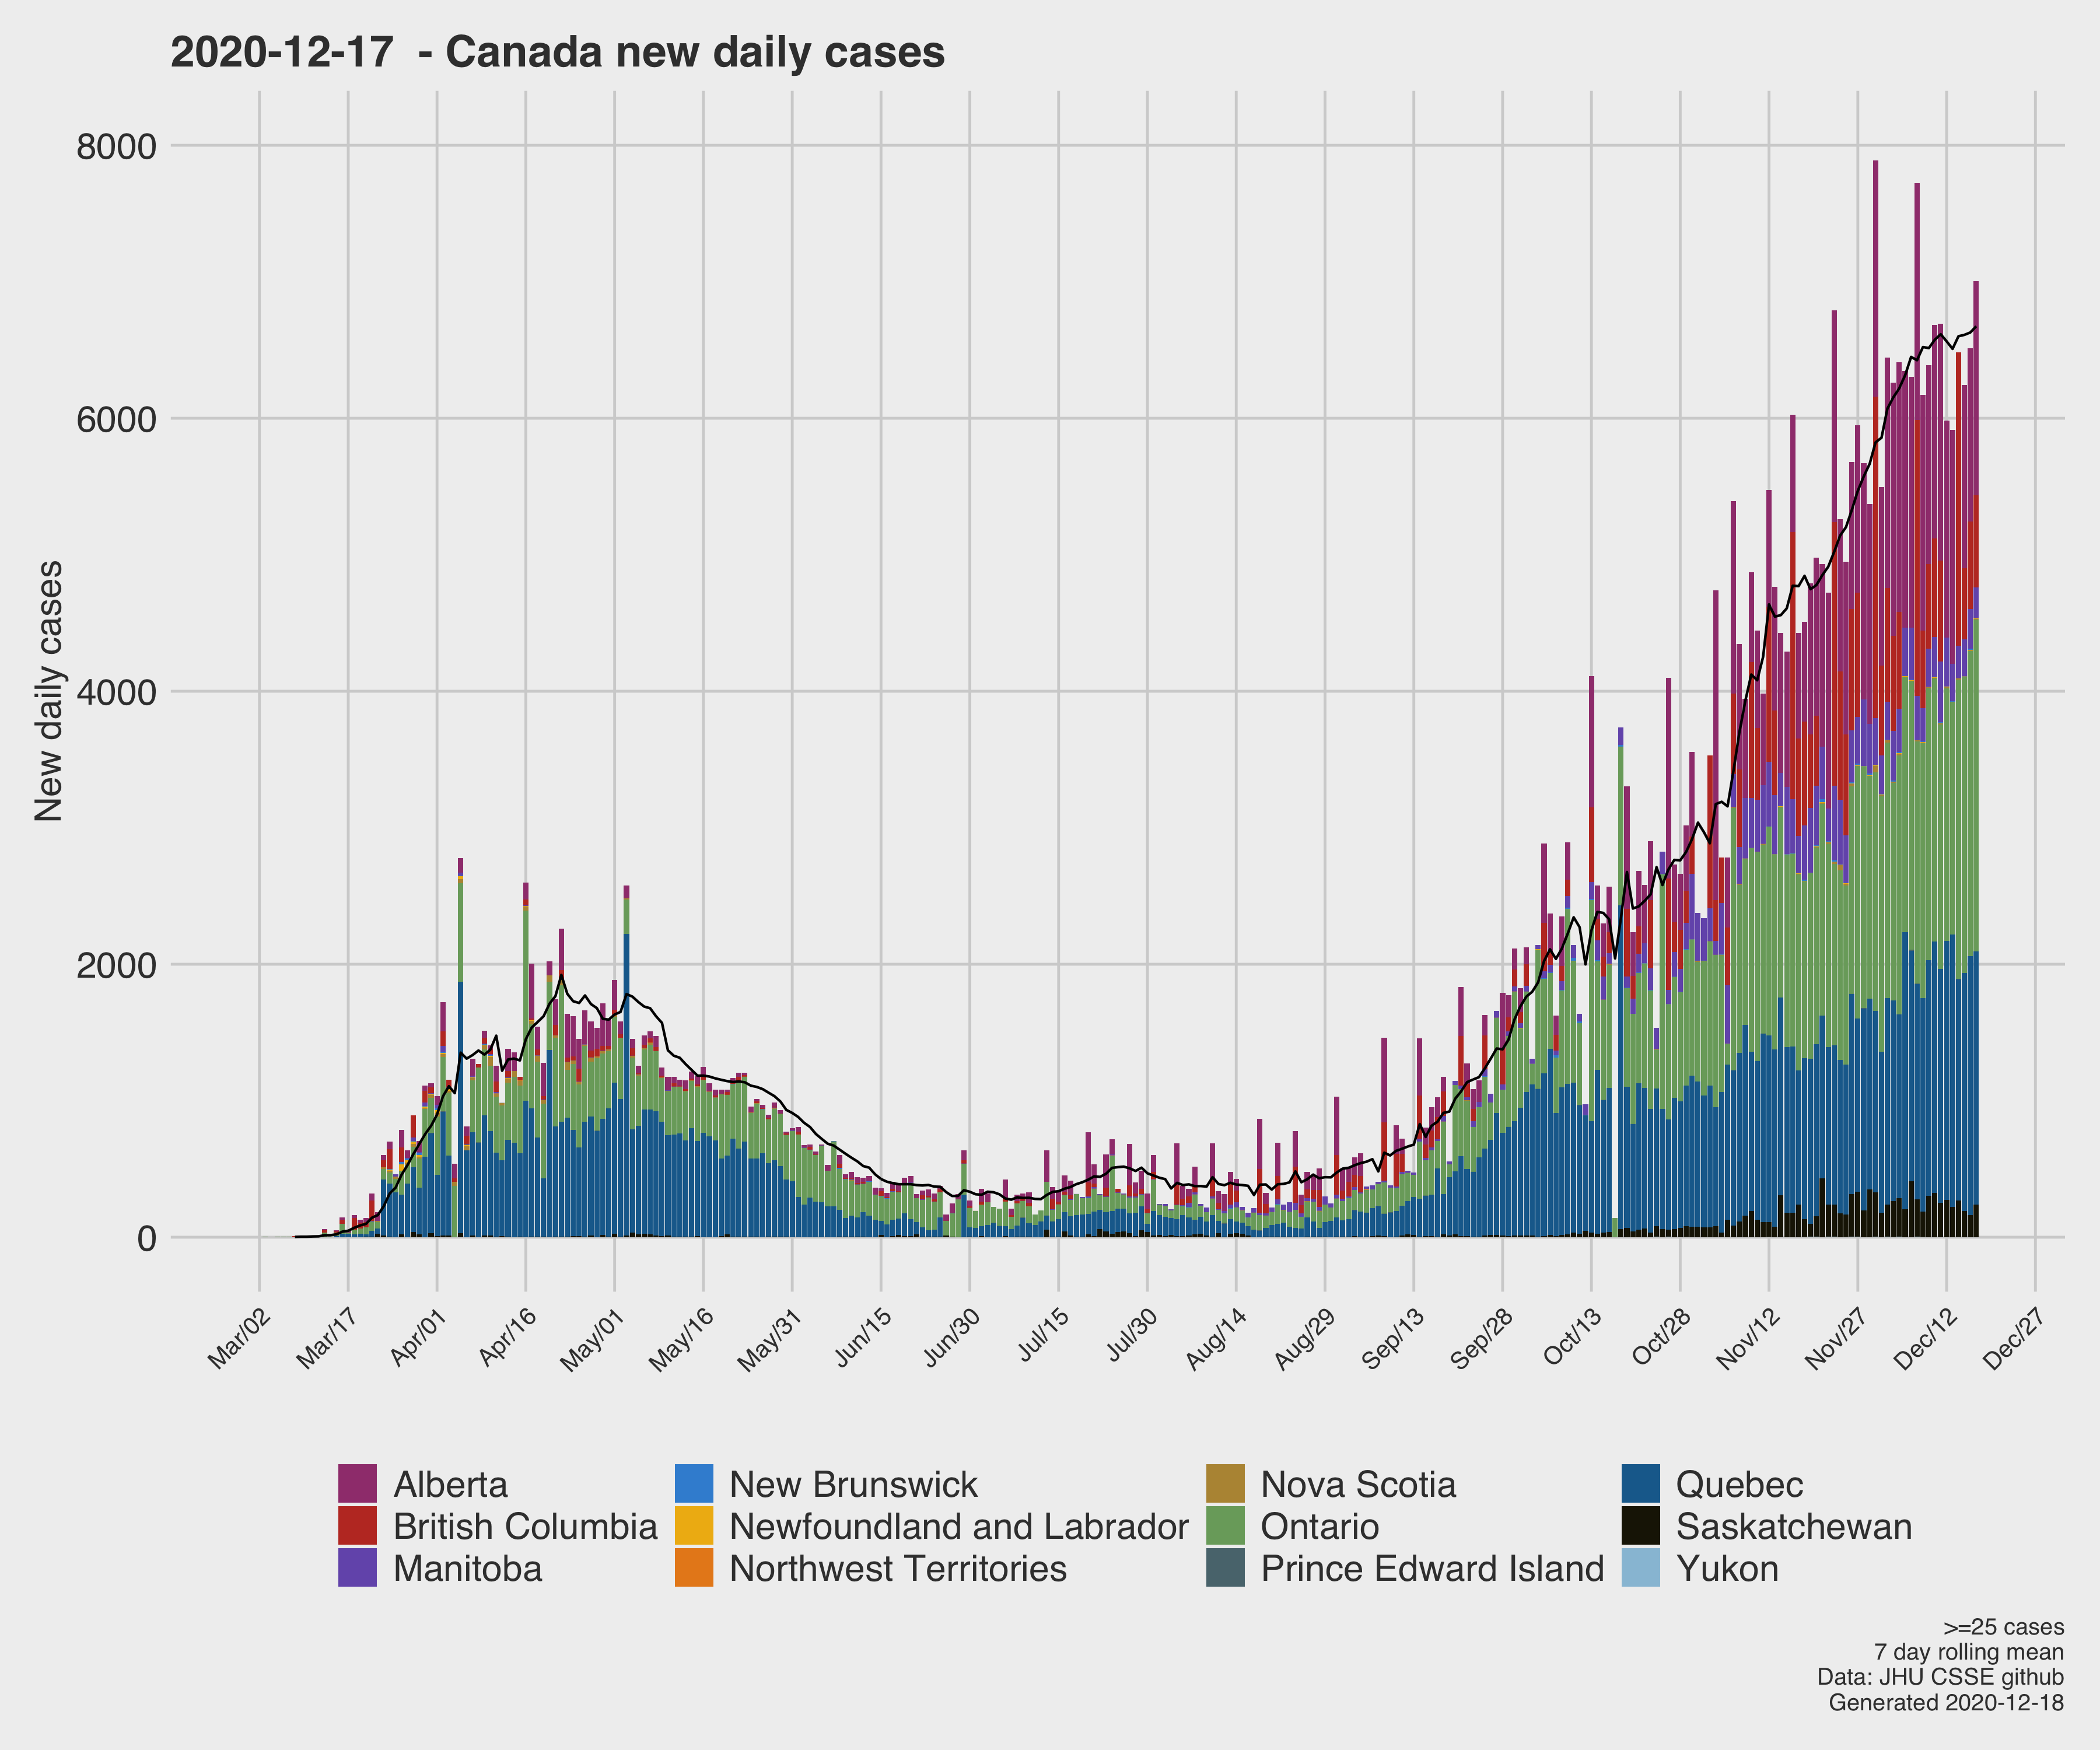 2020-12-17  - Canada new daily cases
New daily cases
8000
6000
4000
2000
0
Mar/02
Mar/17
Apr/01
Apr/16
May/01
May/16
May/31
Jun/15
Jun/30
Jul/15
Jul/30
Aug/14
Aug/29
Sep/13
Sep/28
Oct/13
Oct/28
Nov/12
Nov/27
Dec/12
Dec/27
Alberta
British Columbia
Manitoba
New Brunswick
Newfoundland and Labrador
Northwest Territories
Nova Scotia
Ontario
Prince Edward Island
Quebec
Saskatchewan
Yukon
>=25 cases
7 day rolling mean
Data: JHU CSSE github
Generated 2020-12-18